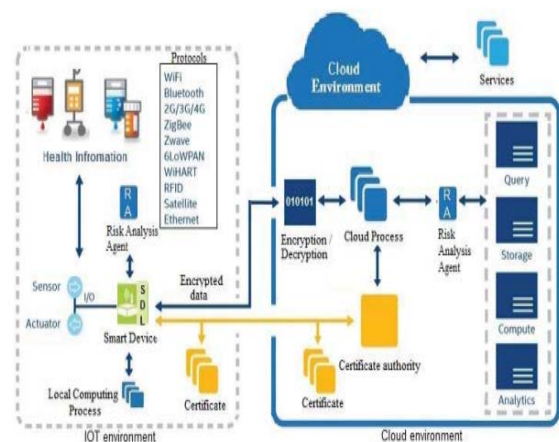 Protocols
WiFi
Bluetooth
2G/3G/4G
ZigBee
Zwave
6LoWPAN
WiHART
RFID
Satellite
Ethernet
Health Infromation
R
A
Risk Analysis
Agent
Sensor
I/O
Actuator
S
D
L
Smart Device
Encrypted
data
Local Computing
Process
Certificate
IOT environment
Cloud
Environment
Services
010101
Encryption /
Decryption
Cloud Process
R
A
Risk
Analysis
Agent
Query
Storage
Compute
Analytics
Certificate authority
Certificate
Cloud environment